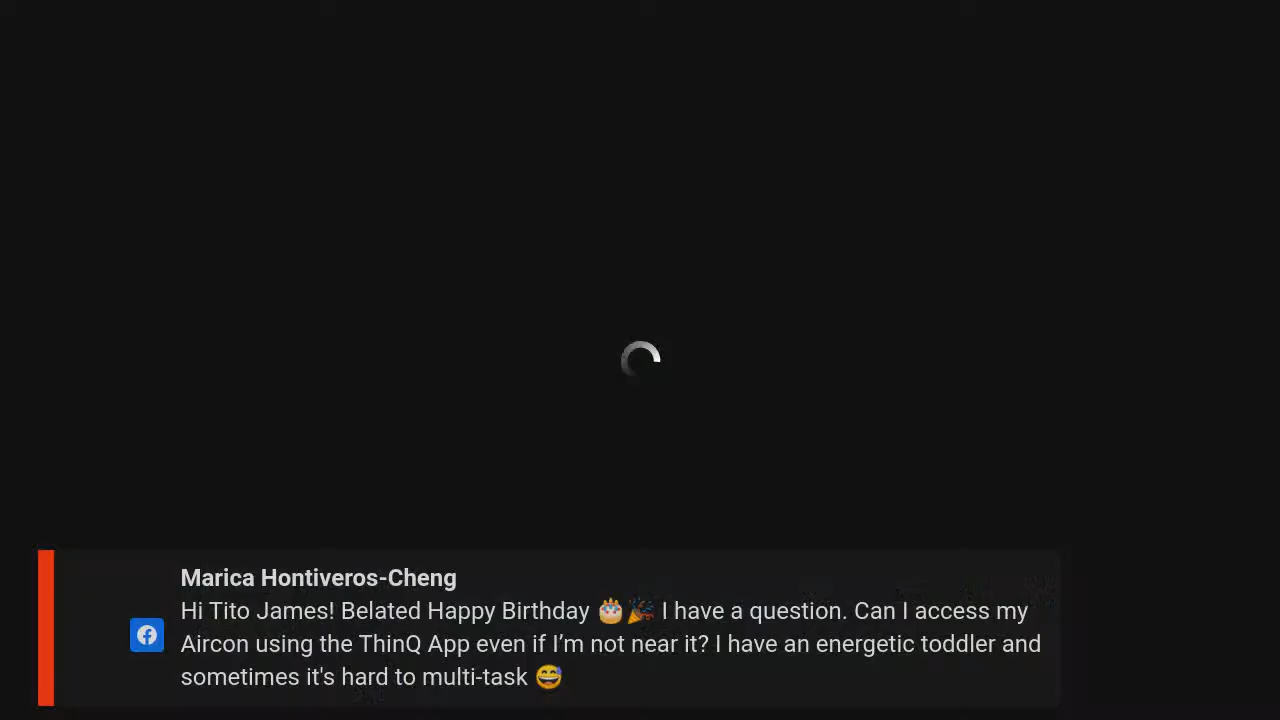 Marica Hontiveros-Cheng
Hi Tito James! Belated Happy Birthday 🎂🎉 I have a question. Can I access my
Aircon using the ThinQ App even if I’m not near it? I have an energetic toddler and
sometimes it's hard to multi-task 😅